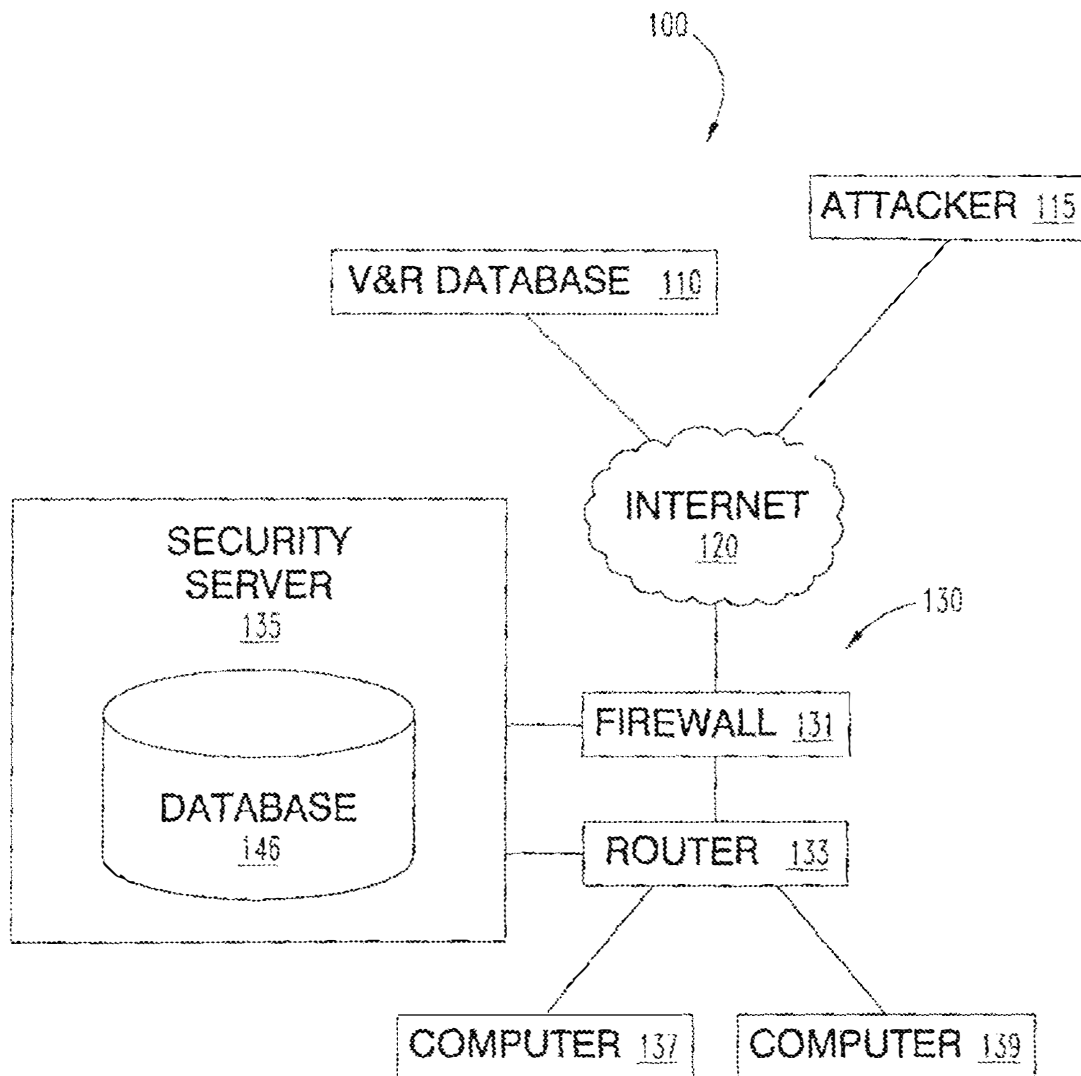 100
ATTACKER 115
V&R DATABASE 110
INTERNET
120
SECURITY
SERVER
135
130
FIREWALL 131
DATABASE
146
ROUTER 133
COMPUTER 137
COMPUTER 139